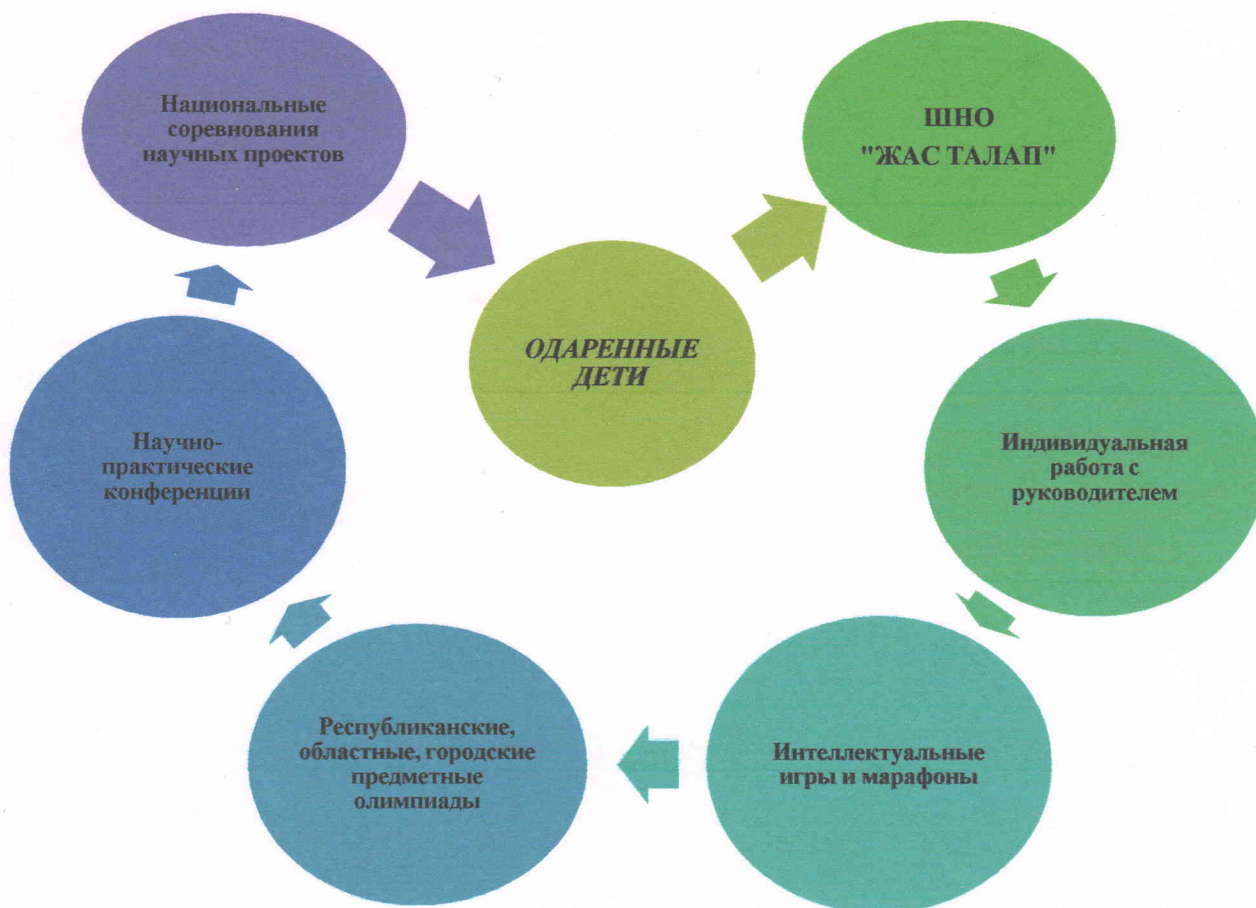 Национальные
соревнования
научных проектов
ШНО
"ЖАС ТАЛАП"
ОДАРЕННЫЕ
ДЕТИ
Научно-
практические
конференции
Индивидуальная
работа с
руководителем
Республиканские,
областные, городские
предметные
олимпиады
Интеллектуальные
игры и марафоны